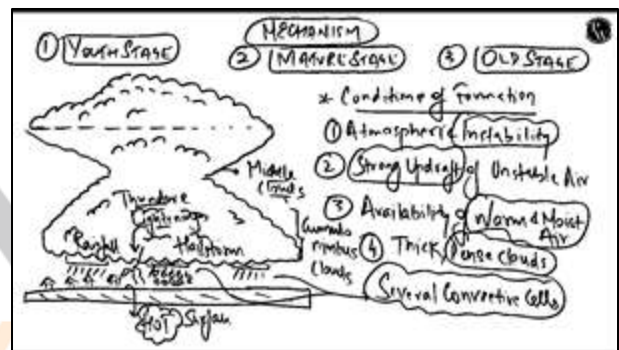 MECHANISM
① YOUTH STAGE ② MATURE STAGE ③ OLD STAGE
* Conditions of Formation
① Atmospheric Instability
② Strong Updraft of Unstable Air
③ Availability of Warm & Moist Air
④ Thick, Dense clouds
Several Convective Cells
Middle clouds
Thunder
Lightning
Rainfall Hailstorm
Cumulo nimbus clouds
HOT Surface